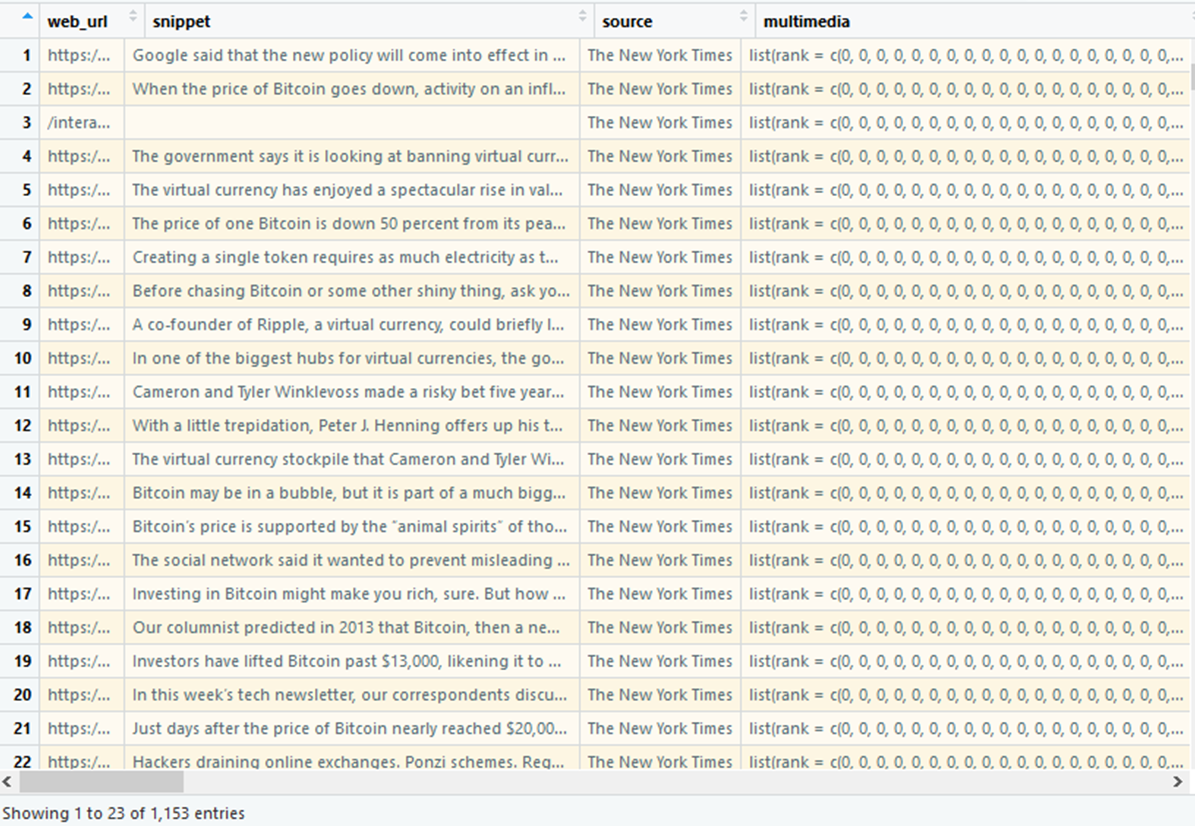 web_url snippet source multimedia
1 https:/... Google said that the new policy will come into effect in ... The New York Times list(rank = c(0, 0, 0, 0, 0, 0, 0, 0, 0, 0, 0, 0, 0, 0, 0, 0, 0, 0, 0,...
2 https:/... When the price of Bitcoin goes down, activity on an infl... The New York Times list(rank = c(0, 0, 0, 0, 0, 0, 0, 0, 0, 0, 0, 0, 0, 0, 0, 0, 0, 0, 0,...
3 /intera... The New York Times list(rank = c(0, 0, 0, 0, 0, 0, 0, 0, 0, 0, 0, 0, 0, 0, 0, 0, 0, 0, 0,...
4 https:/... The government says it is looking at banning virtual curr... The New York Times list(rank = c(0, 0, 0, 0, 0, 0, 0, 0, 0, 0, 0, 0, 0, 0, 0, 0, 0, 0, 0,...
5 https:/... The virtual currency has enjoyed a spectacular rise in val... The New York Times list(rank = c(0, 0, 0, 0, 0, 0, 0, 0, 0, 0, 0, 0, 0, 0, 0, 0, 0, 0, 0,...
6 https:/... The price of one Bitcoin is down 50 percent from its pea... The New York Times list(rank = c(0, 0, 0, 0, 0, 0, 0, 0, 0, 0, 0, 0, 0, 0, 0, 0, 0, 0, 0,...
7 https:/... Creating a single token requires as much electricity as t... The New York Times list(rank = c(0, 0, 0, 0, 0, 0, 0, 0, 0, 0, 0, 0, 0, 0, 0, 0, 0, 0, 0,...
8 https:/... Before chasing Bitcoin or some other shiny thing, ask yo... The New York Times list(rank = c(0, 0, 0, 0, 0, 0, 0, 0, 0, 0, 0, 0, 0, 0, 0, 0, 0, 0, 0,...
9 https:/... A co-founder of Ripple, a virtual currency, could briefly l... The New York Times list(rank = c(0, 0, 0, 0, 0, 0, 0, 0, 0, 0, 0, 0, 0, 0, 0, 0, 0, 0, 0,...
10 https:/... In one of the biggest hubs for virtual currencies, the go... The New York Times list(rank = c(0, 0, 0, 0, 0, 0, 0, 0, 0, 0, 0, 0, 0, 0, 0, 0, 0, 0, 0,...
11 https:/... Cameron and Tyler Winklevoss made a risky bet five year... The New York Times list(rank = c(0, 0, 0, 0, 0, 0, 0, 0, 0, 0, 0, 0, 0, 0, 0, 0, 0, 0, 0,...
12 https:/... With a little trepidation, Peter J. Henning offers up his t... The New York Times list(rank = c(0, 0, 0, 0, 0, 0, 0, 0, 0, 0, 0, 0, 0, 0, 0, 0, 0, 0, 0,...
13 https:/... The virtual currency stockpile that Cameron and Tyler Wi... The New York Times list(rank = c(0, 0, 0, 0, 0, 0, 0, 0, 0, 0, 0, 0, 0, 0, 0, 0, 0, 0, 0,...
14 https:/... Bitcoin may be in a bubble, but it is part of a much bigg... The New York Times list(rank = c(0, 0, 0, 0, 0, 0, 0, 0, 0, 0, 0, 0, 0, 0, 0, 0, 0, 0, 0,...
15 https:/... Bitcoin's price is supported by the "animal spirits" of tho... The New York Times list(rank = c(0, 0, 0, 0, 0, 0, 0, 0, 0, 0, 0, 0, 0, 0, 0, 0, 0, 0, 0,...
16 https:/... The social network said it wanted to prevent misleading ... The New York Times list(rank = c(0, 0, 0, 0, 0, 0, 0, 0, 0, 0, 0, 0, 0, 0, 0, 0, 0, 0, 0,...
17 https:/... Investing in Bitcoin might make you rich, sure. But how ... The New York Times list(rank = c(0, 0, 0, 0, 0, 0, 0, 0, 0, 0, 0, 0, 0, 0, 0, 0, 0, 0, 0,...
18 https:/... Our columnist predicted in 2013 that Bitcoin, then a ne... The New York Times list(rank = c(0, 0, 0, 0, 0, 0, 0, 0, 0, 0, 0, 0, 0, 0, 0, 0, 0, 0, 0,...
19 https:/... Investors have lifted Bitcoin past $13,000, likening it to ... The New York Times list(rank = c(0, 0, 0, 0, 0, 0, 0, 0, 0, 0, 0, 0, 0, 0, 0, 0, 0, 0, 0,...
20 https:/... In this week's tech newsletter, our correspondents discu... The New York Times list(rank = c(0, 0, 0, 0, 0, 0, 0, 0, 0, 0, 0, 0, 0, 0, 0, 0, 0, 0, 0,...
21 https:/... Just days after the price of Bitcoin nearly reached $20,00... The New York Times list(rank = c(0, 0, 0, 0, 0, 0, 0, 0, 0, 0, 0, 0, 0, 0, 0, 0, 0, 0, 0,...
22 https:/... Hackers draining online exchanges. Ponzi schemes. Reg... The New York Times list(rank = c(0, 0, 0, 0, 0, 0, 0, 0, 0, 0, 0, 0, 0, 0, 0, 0, 0, 0, 0,...
Showing 1 to 23 of 1,153 entries